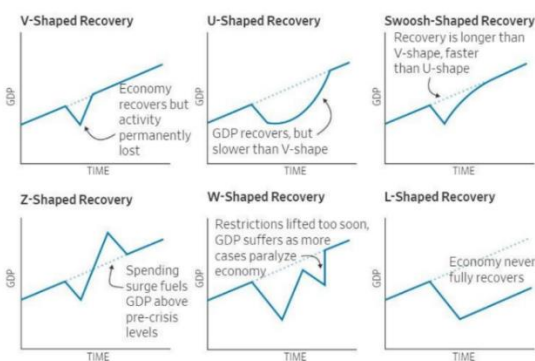 V-Shaped Recovery
GDP
Economy
recovers but
activity
permanently
lost
TIME
U-Shaped Recovery
GDP
GDP recovers, but
slower than V-shape
TIME
Swoosh-Shaped Recovery
Recovery is longer than
V-shape, faster
than U-shape
GDP
TIME
Z-Shaped Recovery
GDP
Spending
surge fuels
GDP above
pre-crisis
levels
TIME
W-Shaped Recovery
Restrictions lifted too soon,
GDP suffers as more
cases paralyze
economy
GDP
TIME
L-Shaped Recovery
GDP
Economy never
fully recovers
TIME